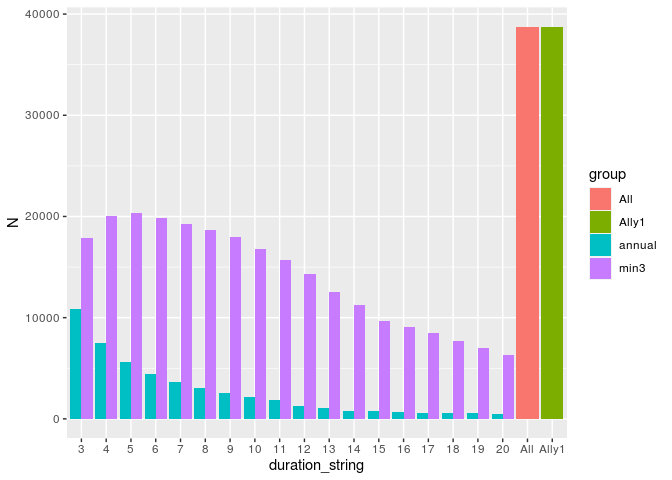 40000
30000
20000
10000
0
N
3 4 5 6 7 8 9 10 11 12 13 14 15 16 17 18 19 20 All Ally1
duration_string
group
All
Ally1
annual
min3